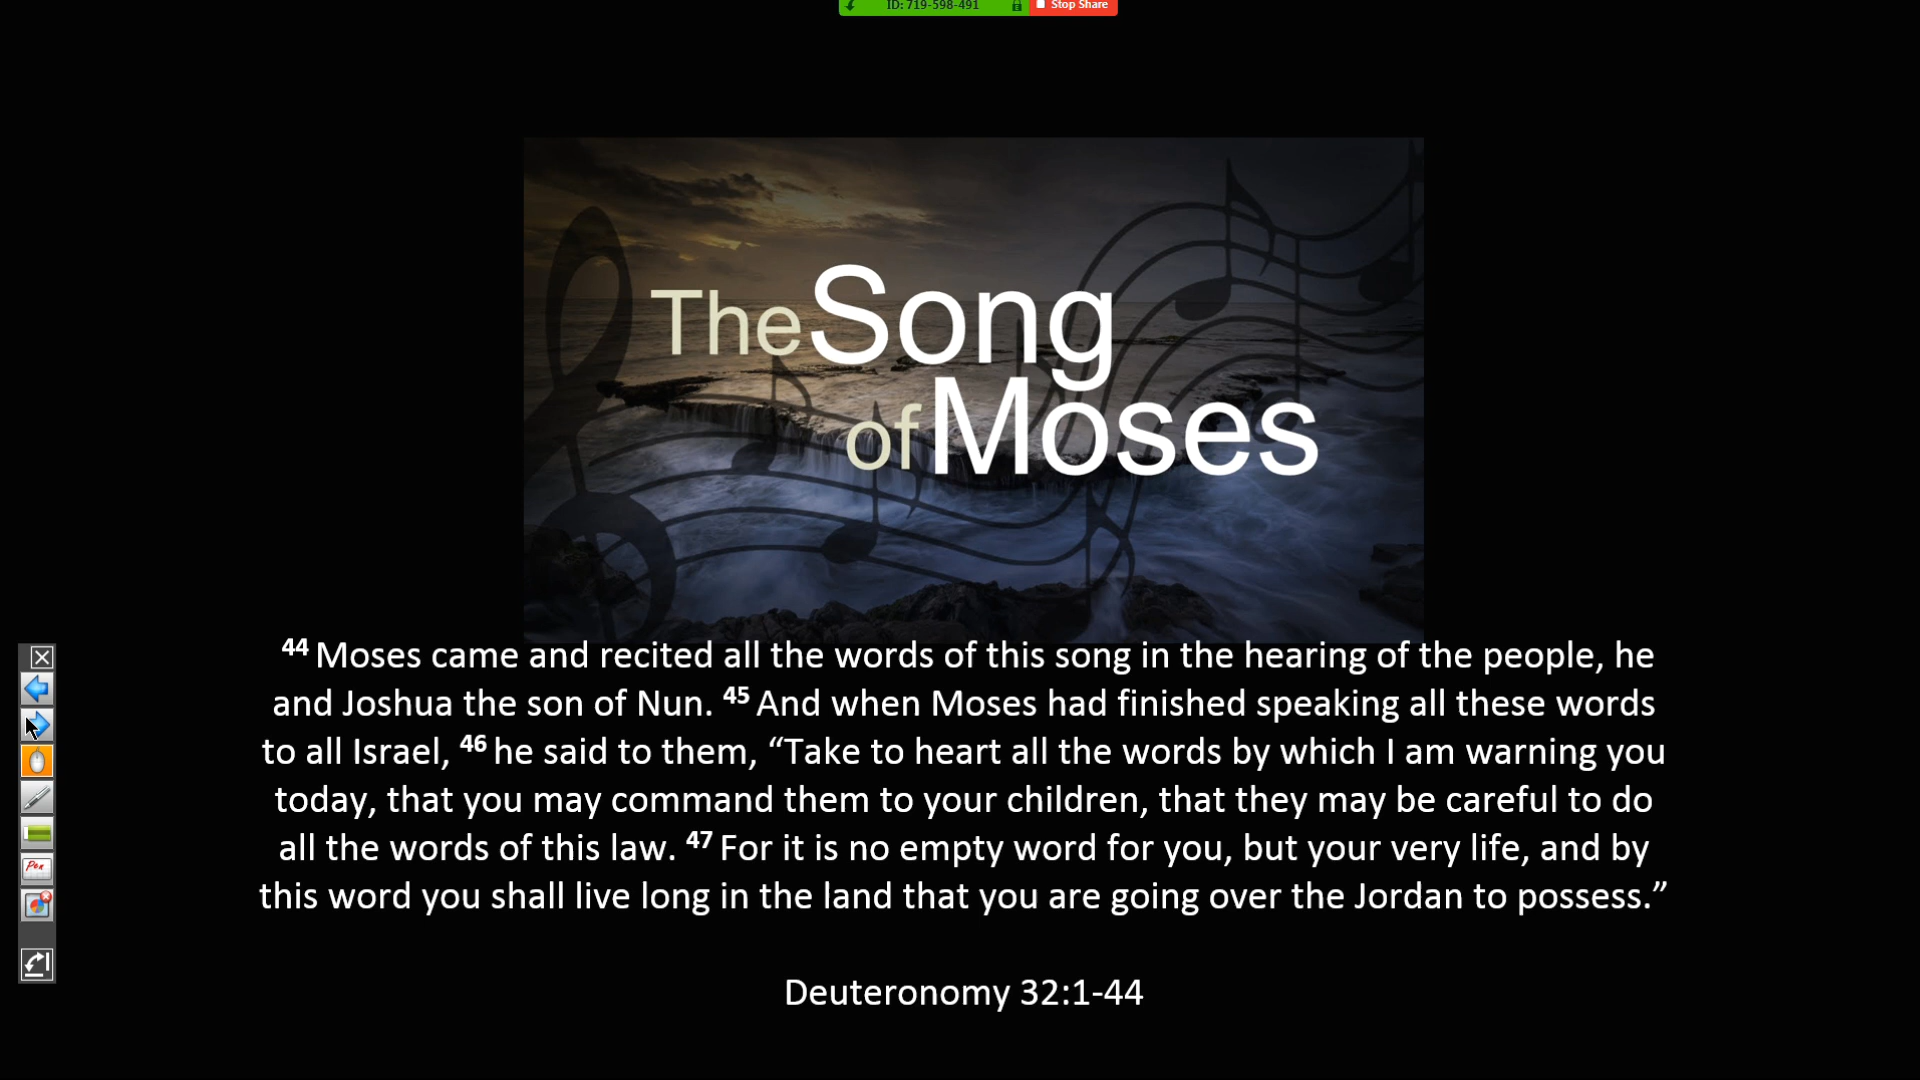 ID: 719-598-491 Stop Share
The Song
of Moses
44 Moses came and recited all the words of this song in the hearing of the people, he
and Joshua the son of Nun. 45 And when Moses had finished speaking all these words
to all Israel, 46 he said to them, “Take to heart all the words by which I am warning you
today, that you may command them to your children, that they may be careful to do
all the words of this law. 47 For it is no empty word for you, but your very life, and by
this word you shall live long in the land that you are going over the Jordan to possess.”
Pen
Deuteronomy 32:1-44